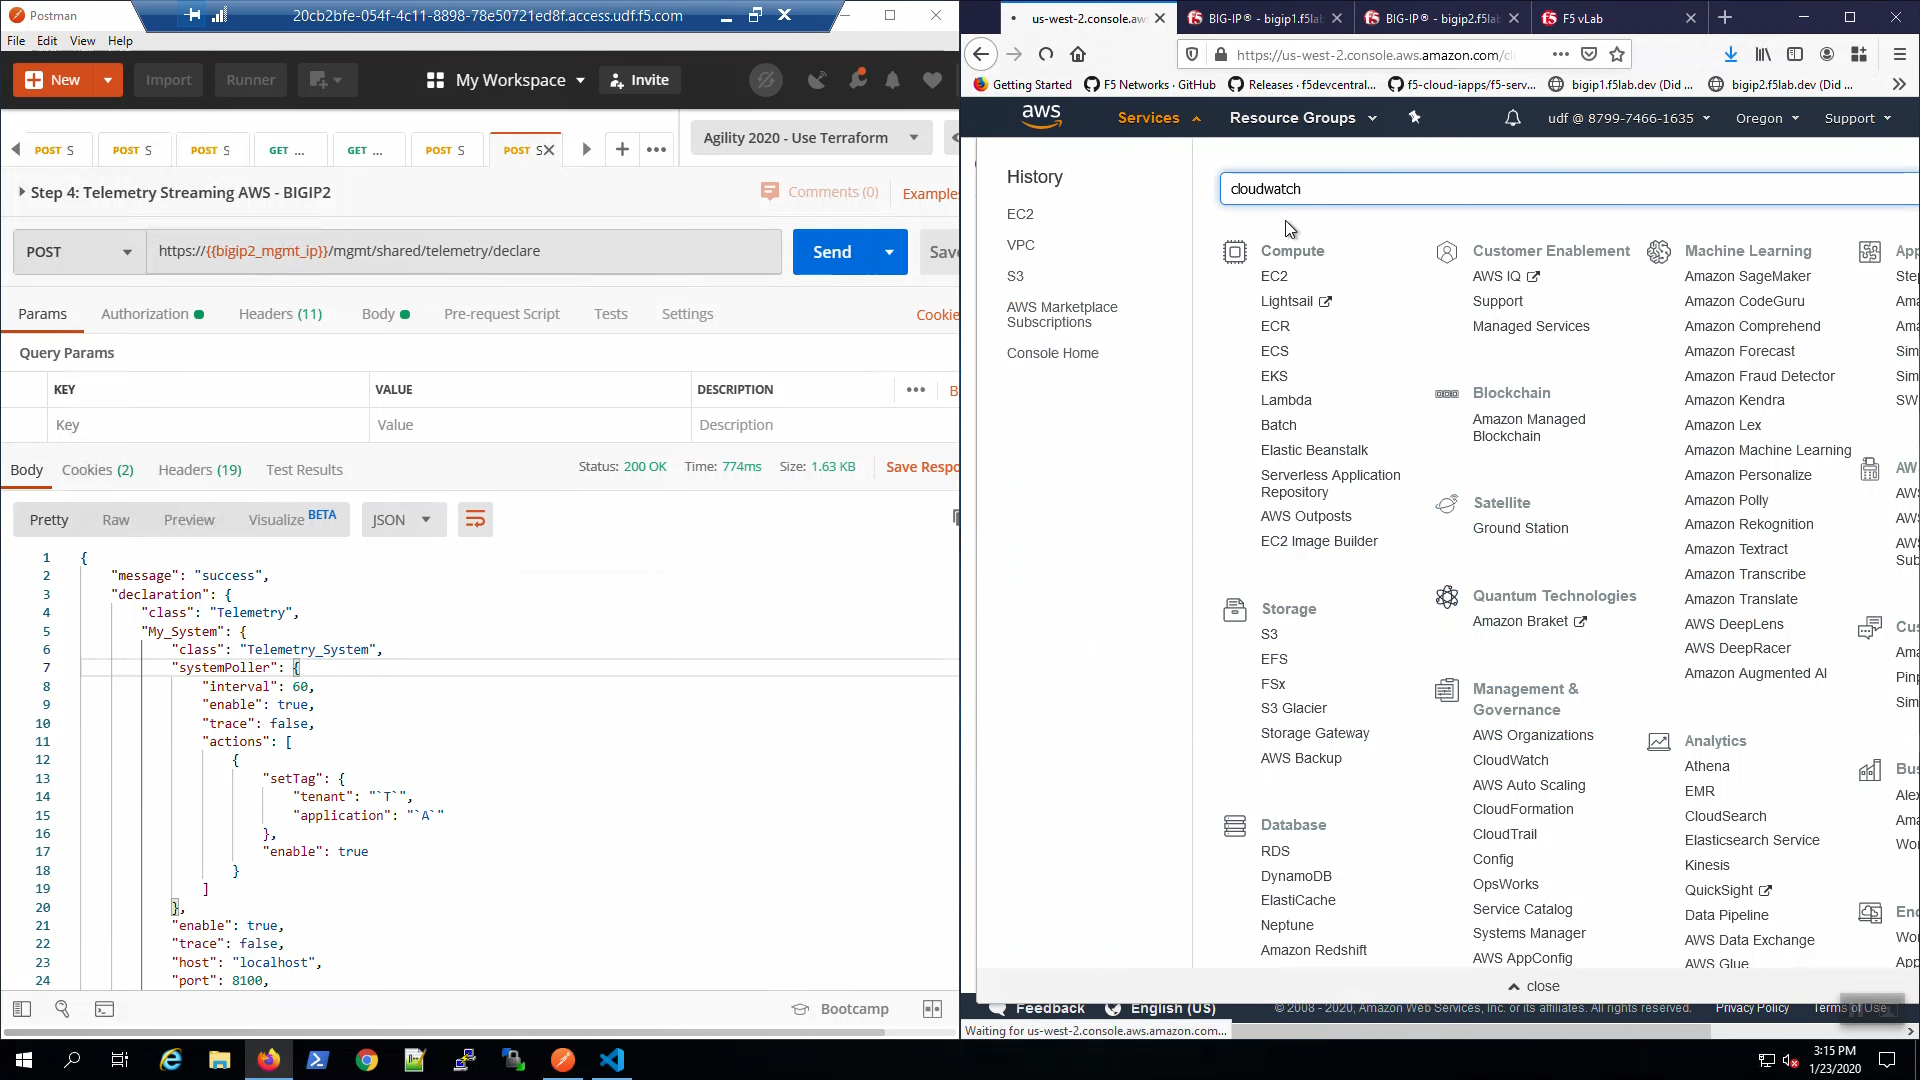 Postman
20cb2bfe-054f-4c11-8898-78e50721ed8f.access.udf.f5.com
File Edit View Help
New
Import
Runner
My Workspace
Invite
POST S
POST S
POST S
GET ...
GET ...
POST S
POST S
Agility 2020 - Use Terraform
Step 4: Telemetry Streaming AWS - BIGIP2
Comments (0)
Examples
POST
https://{{bigip2_mgmt_ip}}/mgmt/shared/telemetry/declare
Send
Save
Params
Authorization
Headers (11)
Body
Pre-request Script
Tests
Settings
Cookie
Query Params
KEY
VALUE
DESCRIPTION
B
Key
Value
Description
Body
Cookies (2)
Headers (19)
Test Results
Status: 200 OK
Time: 774ms
Size: 1.63 KB
Save Respo
Pretty
Raw
Preview
Visualize BETA
JSON
1 {
2 "message": "success",
3 "declaration": {
4 "class": "Telemetry",
5 "My_System": {
6 "class": "Telemetry_System",
7 "systemPoller": {
8 "interval": 60,
9 "enable": true,
10 "trace": false,
11 "actions": [
12 {
13 "setTag": {
14 "tenant": "`T`",
15 "application": "`A`"
16 },
17 "enable": true
18 }
19 ]
20 },
21 "enable": true,
22 "trace": false,
23 "host": "localhost",
24 "port": 8100,
Bootcamp
us-west-2.console.aws
BIG-IP® - bigip1.f5lab
BIG-IP® - bigip2.f5lab
F5 vLab
https://us-west-2.console.aws.amazon.com/cl
Getting Started
F5 Networks · GitHub
Releases · f5devcentral...
f5-cloud-iapps/f5-serv...
bigip1.f5lab.dev (Did ...
bigip2.f5lab.dev (Did ...
aws
Services
Resource Groups
udf @ 8799-7466-1635
Oregon
Support
History
EC2
VPC
S3
AWS Marketplace
Subscriptions
Console Home
cloudwatch
Compute
EC2
Lightsail
ECR
ECS
EKS
Lambda
Batch
Elastic Beanstalk
Serverless Application
Repository
AWS Outposts
EC2 Image Builder
Storage
S3
EFS
FSx
S3 Glacier
Storage Gateway
AWS Backup
Database
RDS
DynamoDB
ElastiCache
Neptune
Amazon Redshift
Customer Enablement
AWS IQ
Support
Managed Services
Blockchain
Amazon Managed
Blockchain
Satellite
Ground Station
Quantum Technologies
Amazon Braket
Management &
Governance
AWS Organizations
CloudWatch
AWS Auto Scaling
CloudFormation
CloudTrail
Config
OpsWorks
Service Catalog
Systems Manager
AWS AppConfig
Machine Learning
Amazon SageMaker
Amazon CodeGuru
Amazon Comprehend
Amazon Forecast
Amazon Fraud Detector
Amazon Kendra
Amazon Lex
Amazon Machine Learning
Amazon Personalize
Amazon Polly
Amazon Rekognition
Amazon Textract
Amazon Transcribe
Amazon Translate
AWS DeepLens
AWS DeepRacer
Amazon Augmented AI
Analytics
Athena
EMR
CloudSearch
Elasticsearch Service
Kinesis
QuickSight
Data Pipeline
AWS Data Exchange
AWS Glue
App
Step
Ama
Ama
Sim
Sim
SW
AW
AWS
AWS
AWS
Sub
Cus
Ama
Pinp
Sim
Bus
Alex
Ama
Wor
End
Wor
App
Wor
close
Feedback
English (US)
© 2008 - 2020, Amazon Web Services, Inc. or its affiliates. All rights reserved.
Privacy Policy
Terms of Use
Waiting for us-west-2.console.aws.amazon.com...
3:15 PM
1/23/2020